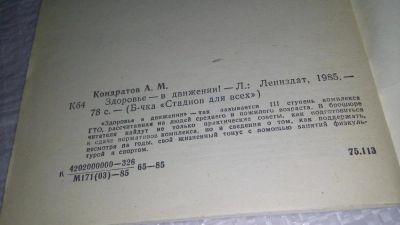 Кондратов А. М.
К64 Здоровье — в движении! — Л.: Лениздат, 1985. —
78 с. — (Б-чка «Стадион для всех»)
«Здоровье в движении» — так называется III ступень комплекса
ГТО, рассчитанная на людей среднего и пожилого возраста. В брошюре
читатели найдут не только практические советы, как подготовиться
к сдаче нормативов комплекса, но и сведения о том, как поддержать,
несмотря на годы, свой жизненный тонус с помощью занятий физкуль-
турой и спортом.
К 4202000000—326 65—85
М171(03)—85
75.113